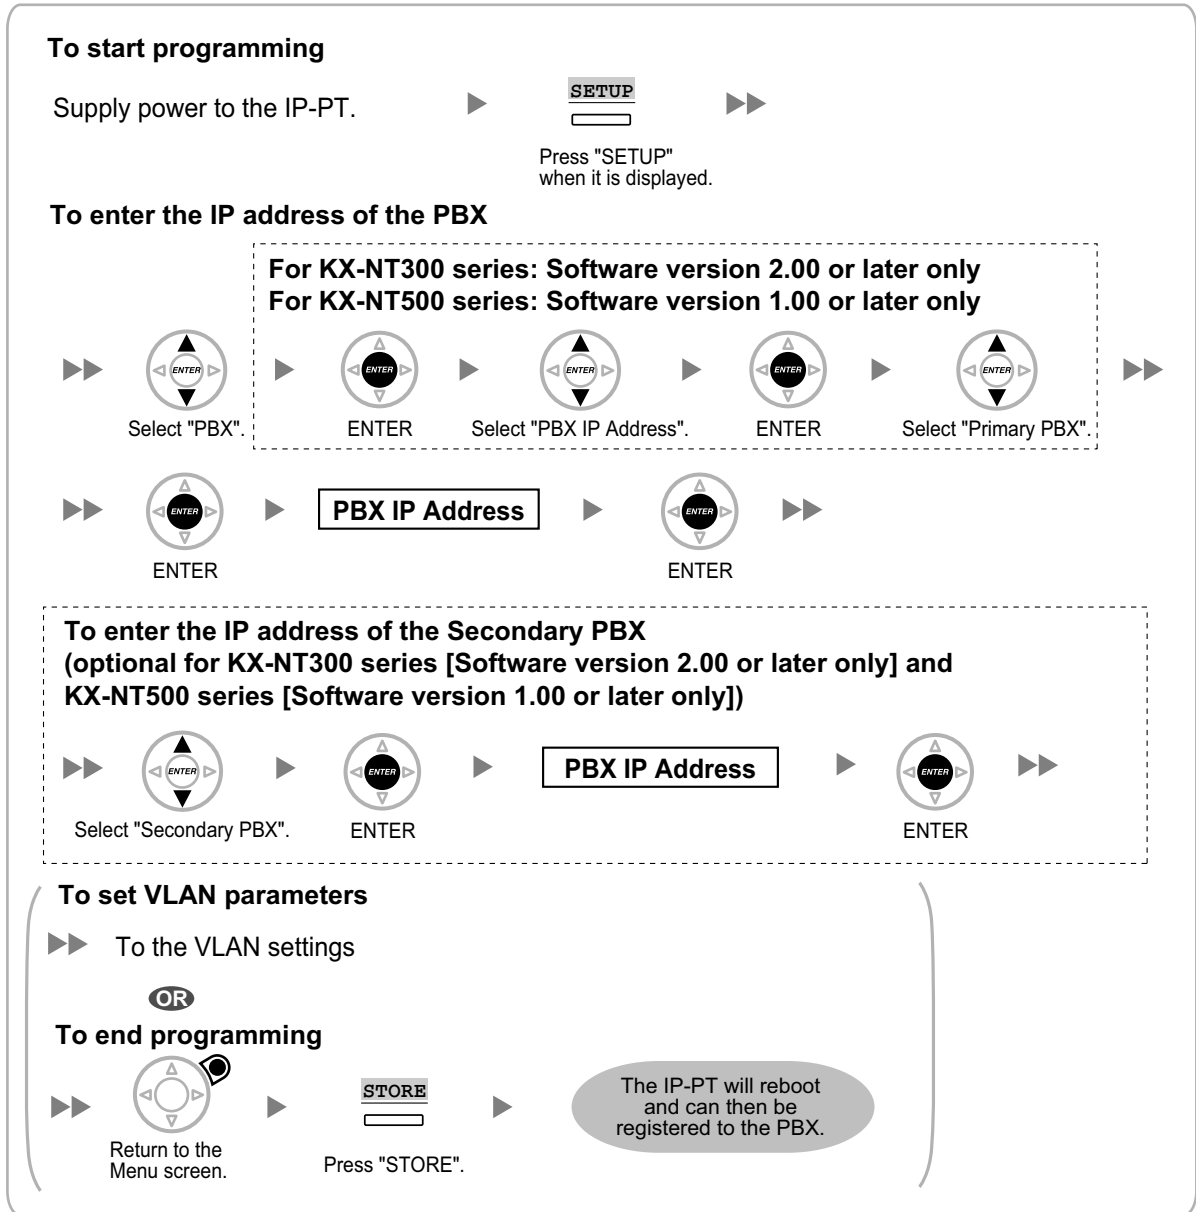 To start programming
Supply power to the IP-PT.
SETUP
Press "SETUP"
when it is displayed.
To enter the IP address of the PBX
For KX-NT300 series: Software version 2.00 or later only
For KX-NT500 series: Software version 1.00 or later only
ENTER ENTER ENTER ENTER ENTER
Select "PBX". ENTER Select "PBX IP Address". ENTER Select "Primary PBX".
ENTER PBX IP Address ENTER
ENTER ENTER
To enter the IP address of the Secondary PBX
(optional for KX-NT300 series [Software version 2.00 or later only] and
KX-NT500 series [Software version 1.00 or later only])
ENTER ENTER PBX IP Address ENTER
Select "Secondary PBX". ENTER ENTER
To set VLAN parameters
To the VLAN settings
OR
To end programming
STORE
Return to the
Menu screen.
Press "STORE".
The IP-PT will reboot
and can then be
registered to the PBX.